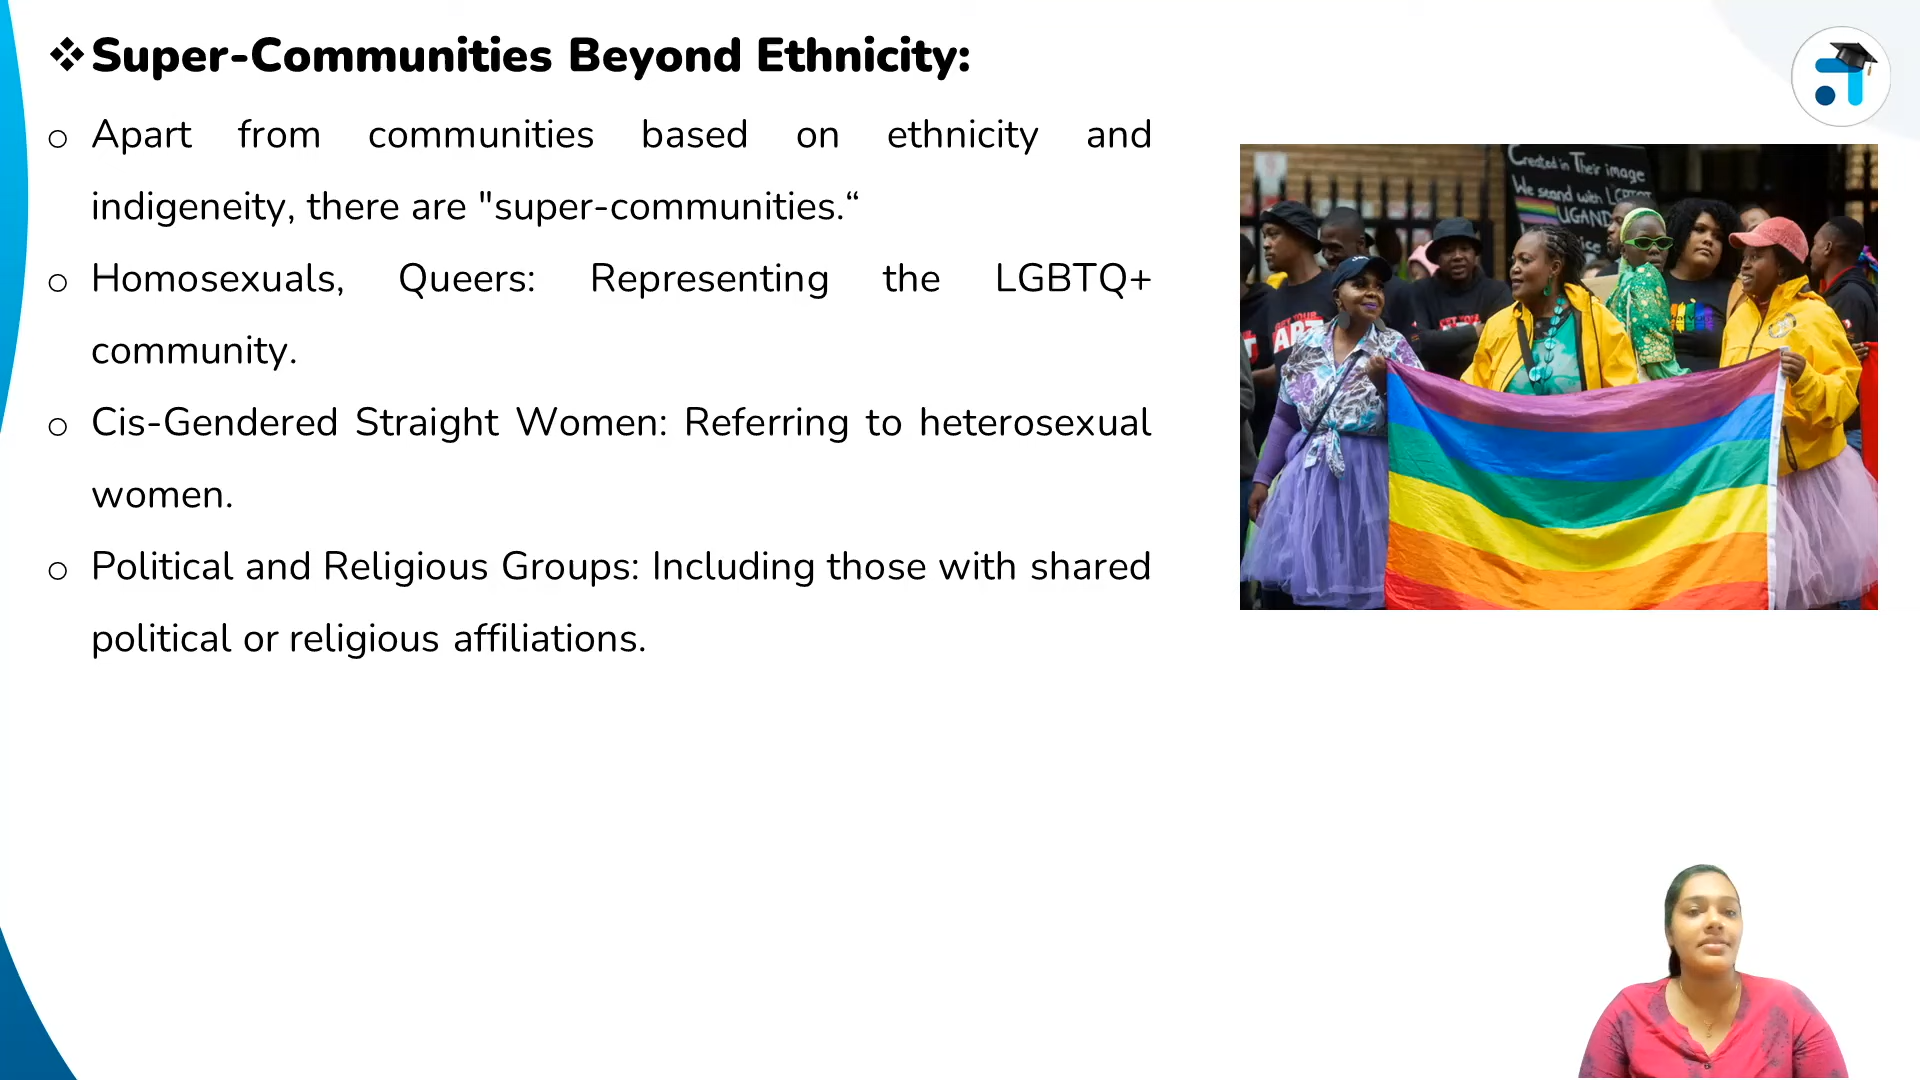 ❖Super-Communities Beyond Ethnicity:
o Apart from communities based on ethnicity and
indigeneity, there are "super-communities.“
o Homosexuals, Queers: Representing the LGBTQ+
community.
o Cis-Gendered Straight Women: Referring to heterosexual
women.
o Political and Religious Groups: Including those with shared
political or religious affiliations.
Created in Their image
We stand with
UGAND